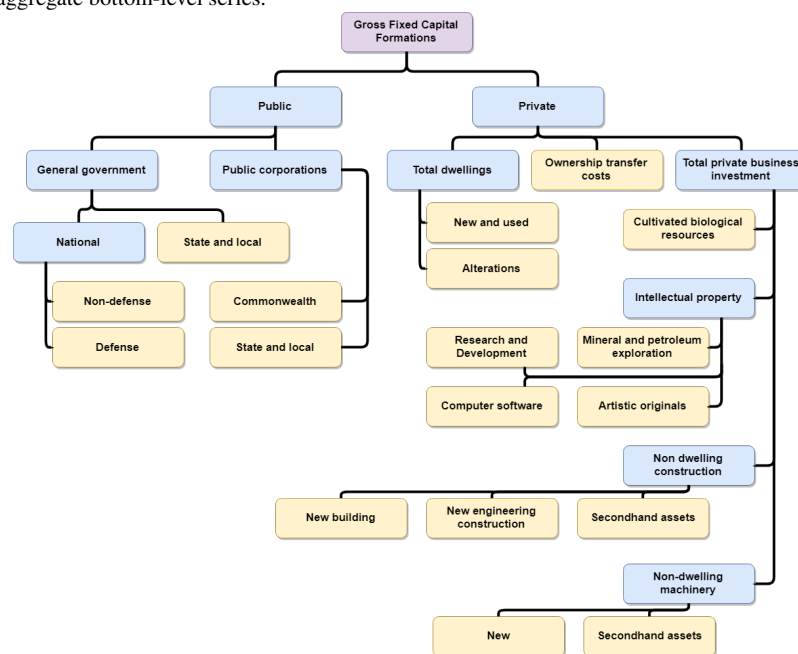 aggregate bottom-level series.
Gross Fixed Capital
Formations
Public
Private
General government
Public corporations
Total dwellings
Ownership transfer
costs
Total private business
investment
New and used
Cultivated biological
resources
National
State and local
Alterations
Non-defense
Commonwealth
Intellectual property
Defense
State and local
Research and
Development
Mineral and petroleum
exploration
Computer software
Artistic originals
Non dwelling
construction
New building
New engineering
construction
Secondhand assets
Non-dwelling
machinery
New
Secondhand assets